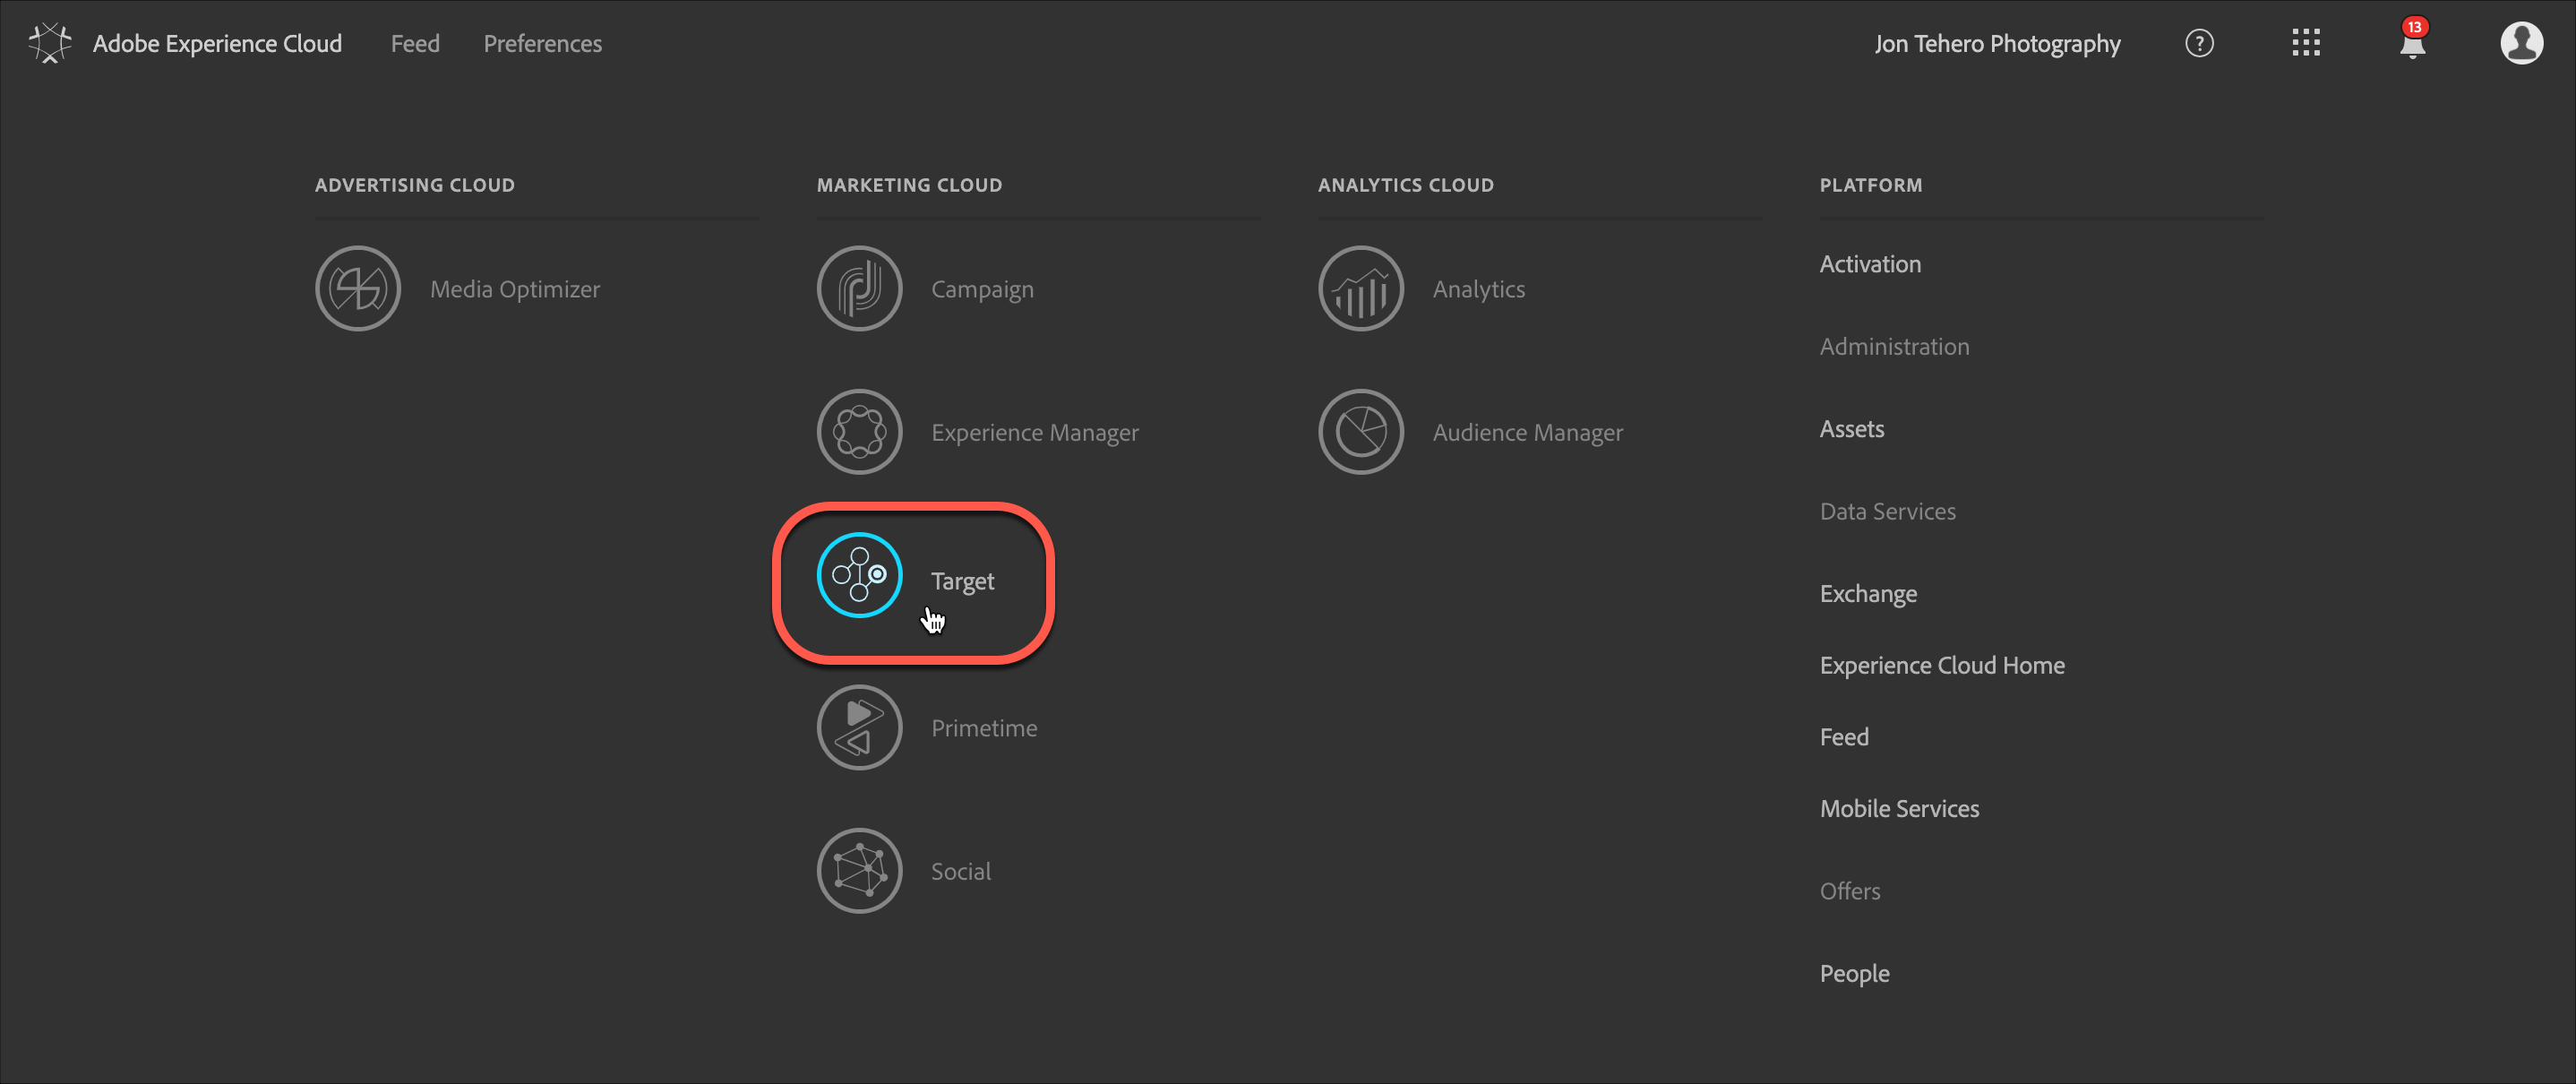 Adobe Experience Cloud Feed Preferences Jon Tehero Photography ? 13
ADVERTISING CLOUD
Media Optimizer
MARKETING CLOUD
Campaign
Experience Manager
Target
Primetime
Social
ANALYTICS CLOUD
Analytics
Audience Manager
PLATFORM
Activation
Administration
Assets
Data Services
Exchange
Experience Cloud Home
Feed
Mobile Services
Offers
People